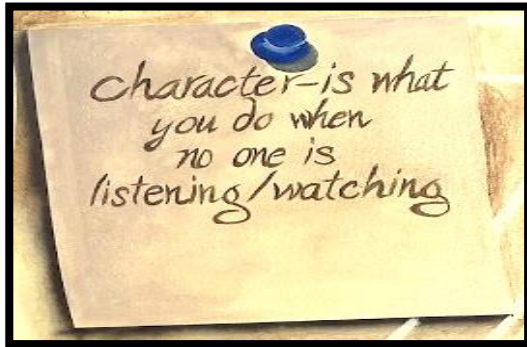 character-is what
you do when
no one is
listening/watching